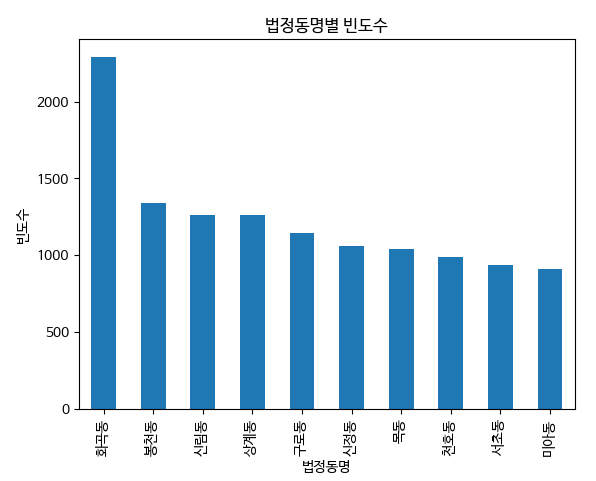 법정동명별 빈도수
빈도수
2000
1500
1000
500
0
화곡동
봉천동
신림동
상계동
구로동
신정동
목동
천호동
서초동
미아동
법정동명